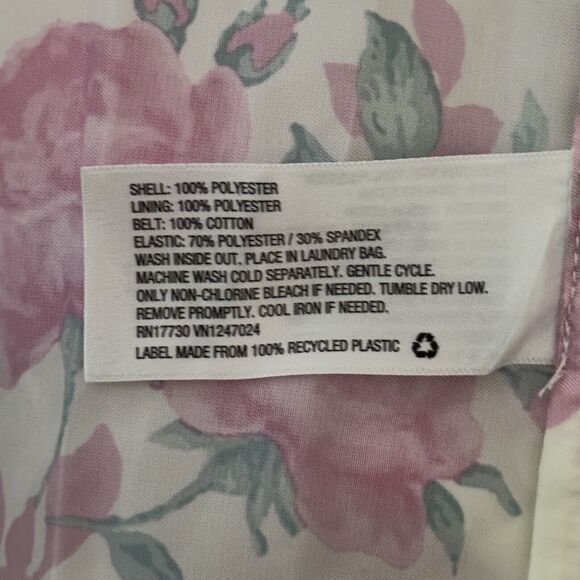 SHELL: 100% POLYESTER
LINING: 100% POLYESTER
BELT: 100% COTTON
ELASTIC: 70% POLYESTER / 30% SPANDEX
WASH INSIDE OUT. PLACE IN LAUNDRY BAG.
MACHINE WASH COLD SEPARATELY. GENTLE CYCLE.
ONLY NON-CHLORINE BLEACH IF NEEDED. TUMBLE DRY LOW.
REMOVE PROMPTLY. COOL IRON IF NEEDED.
RN17730 VN1247024
LABEL MADE FROM 100% RECYCLED PLASTIC